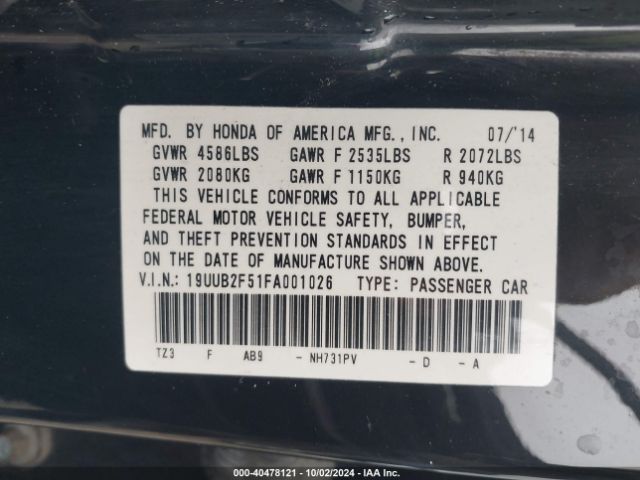 MFD. BY HONDA OF AMERICA MFG., INC. 07/'14
GVWR 4586LBS GAWR F 2535LBS R 2072LBS
GVWR 2080KG GAWR F 1150KG R 940KG
THIS VEHICLE CONFORMS TO ALL APPLICABLE
FEDERAL MOTOR VEHICLE SAFETY, BUMPER,
AND THEFT PREVENTION STANDARDS IN EFFECT
ON THE DATE OF MANUFACTURE SHOWN ABOVE.
V.I.N.: 19UUB2F51FA001026 TYPE: PASSENGER CAR
TZ3 F AB9 - NH731PV - D - A
000-40478121 - 10/02/2024 - IAA Inc.